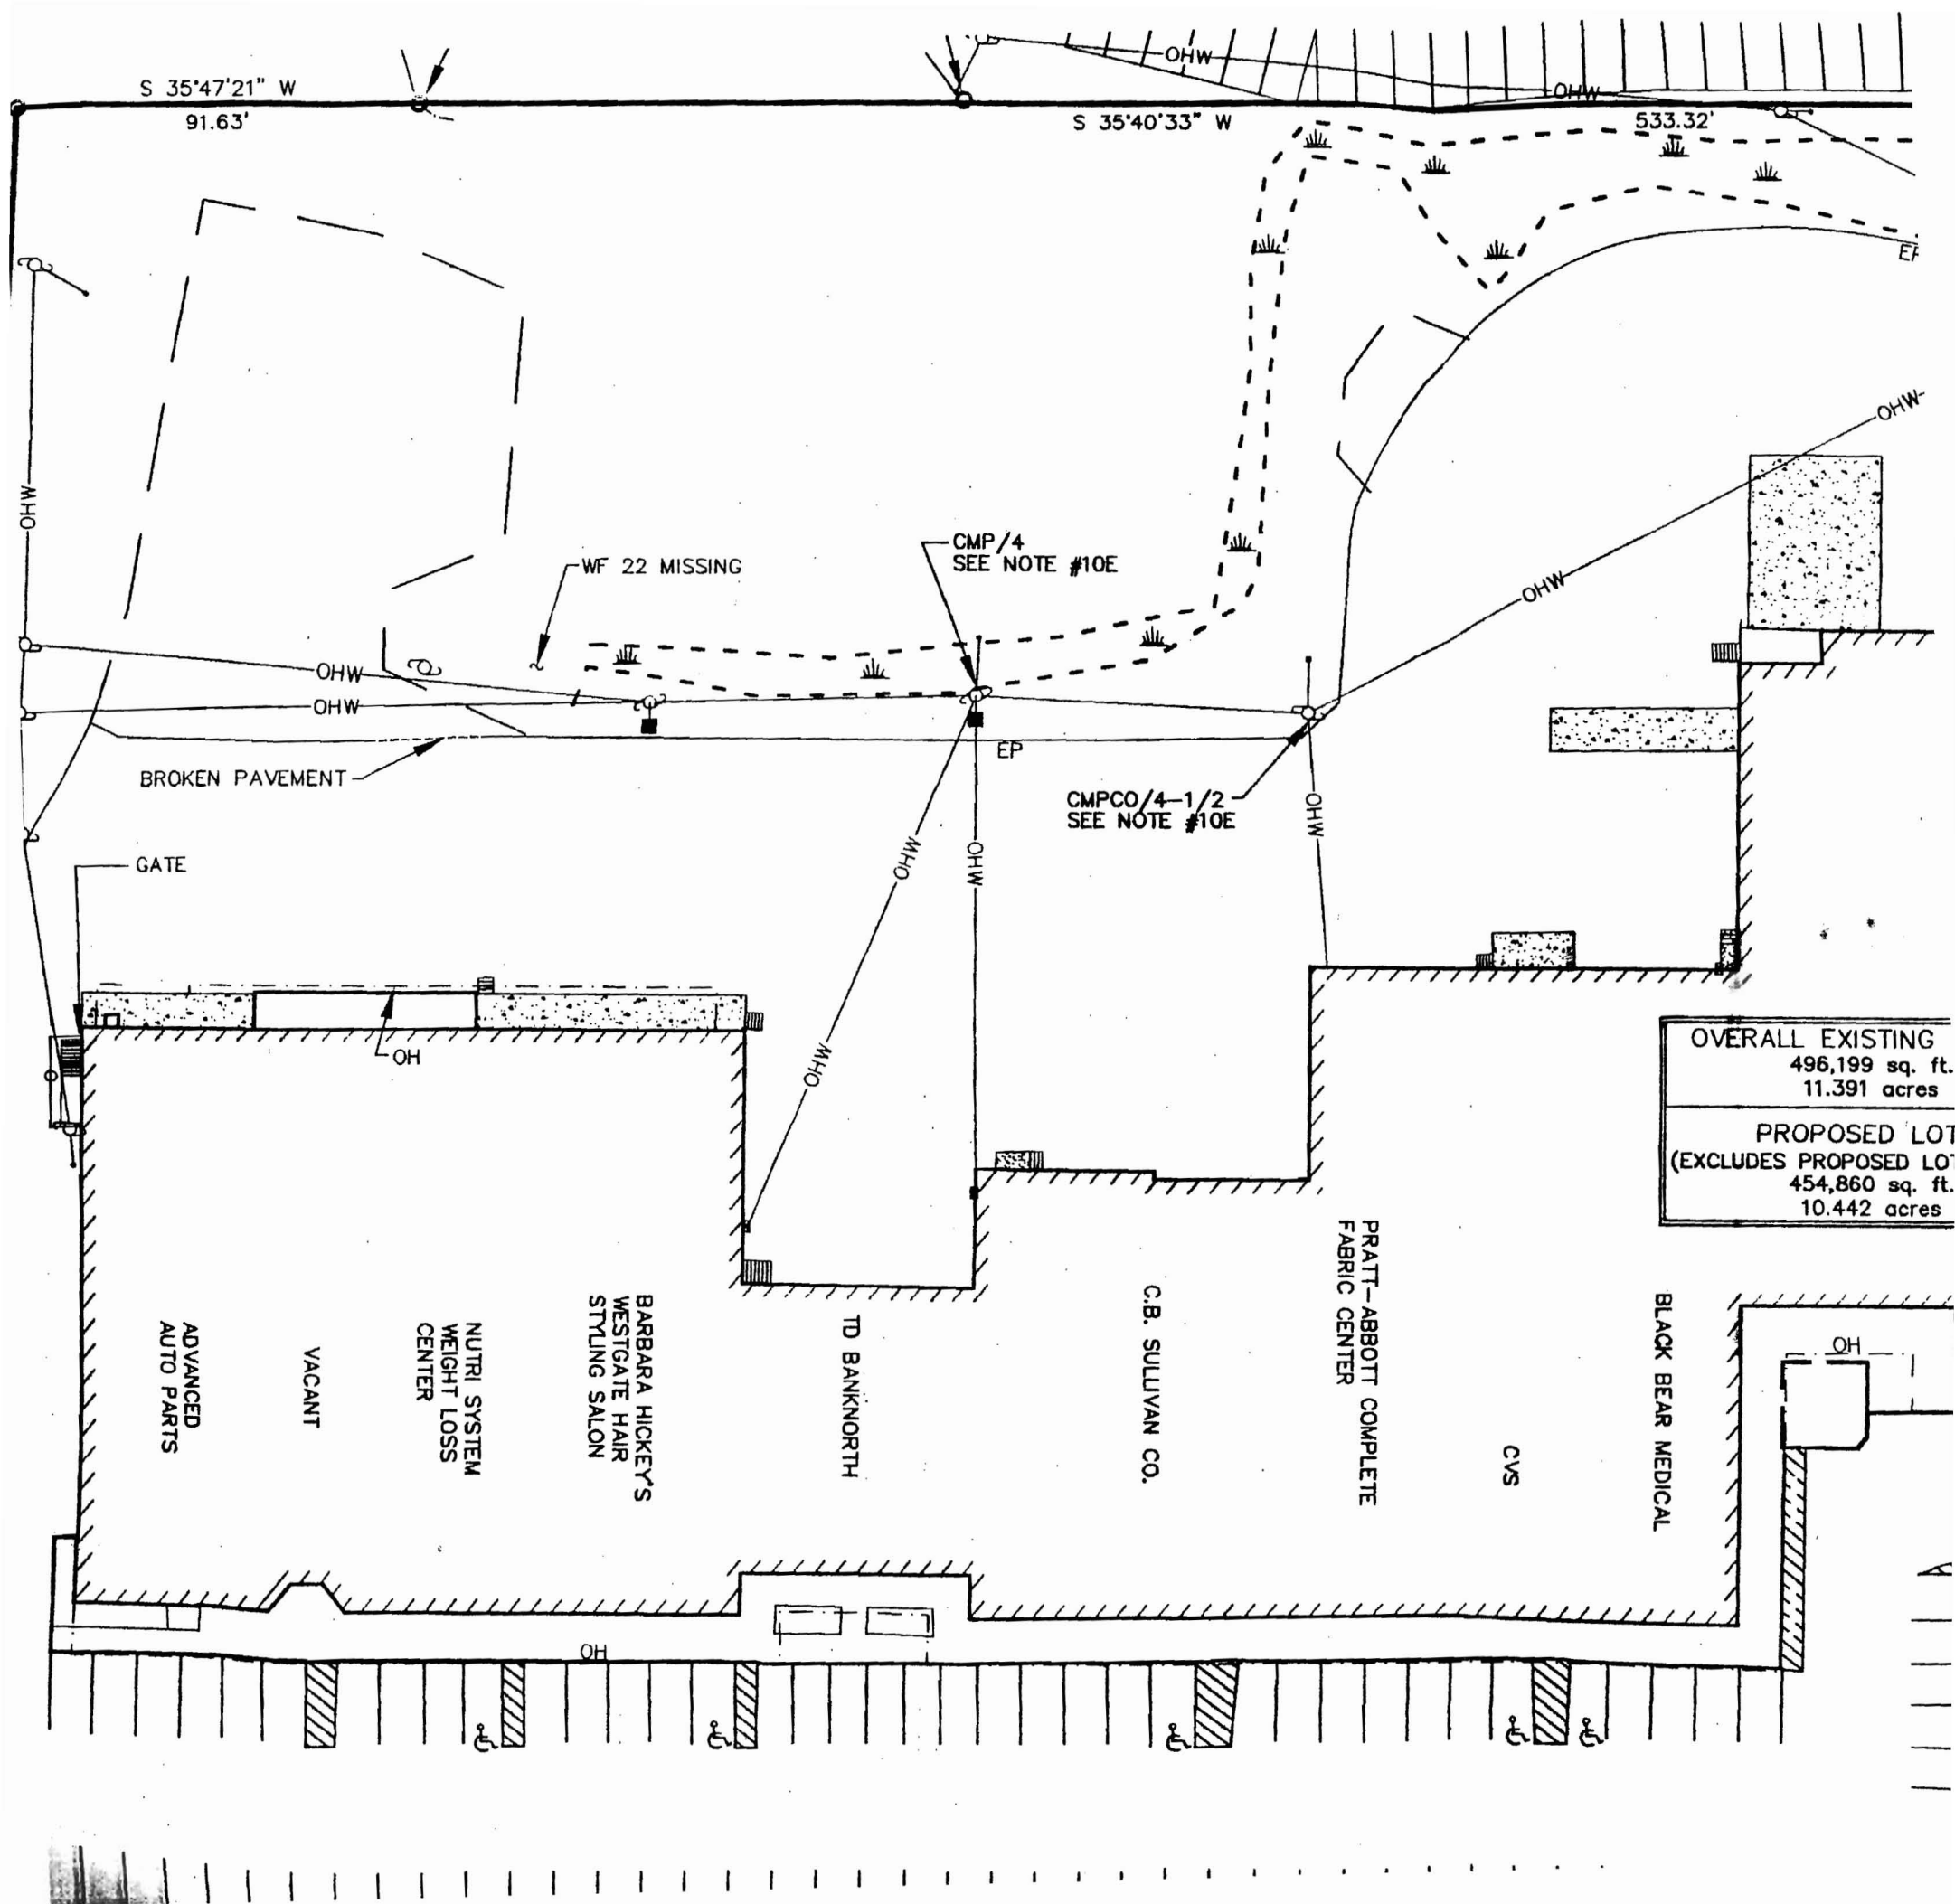 OHW
S 35°47'21" W
91.63'
OHW
S 35°40'33" W
533.32'
OHW
OHW
OHW
WF 22 MISSING
CMP/4
SEE NOTE #10E
OHW
OHW
OHW
EP
BROKEN PAVEMENT
CMPCO/4-1/2
SEE NOTE #10E
OHW
OHW
OHW
GATE
OH
OHW
OVERALL EXISTING
496,199 sq. ft.
11.391 acres
PROPOSED LOT
(EXCLUDES PROPOSED LOT
454,860 sq. ft.
10.442 acres
ADVANCED
AUTO PARTS
VACANT
NUTRI SYSTEM
WEIGHT LOSS
CENTER
BARBARA HICKEY'S
WESTGATE HAIR
STYLING SALON
TD BANKNORTH
C.B. SULLIVAN CO.
PRATT-ABBOTT COMPLETE
FABRIC CENTER
CVS
BLACK BEAR MEDICAL
OH
OH